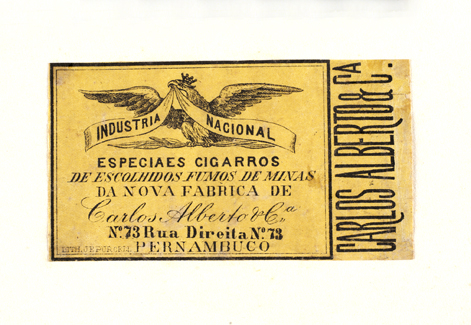 INDUSTRIA NACIONAL
ESPECIAES CIGARROS
DE ESCOLHIDOS FUMOS DE MINAS
DA NOVA FABRICA DE
Carlos Alberto & Cª
Nº 73 Rua Direita Nº 73
PERNAMBUCO
CARLOS ALBERTO & CA.